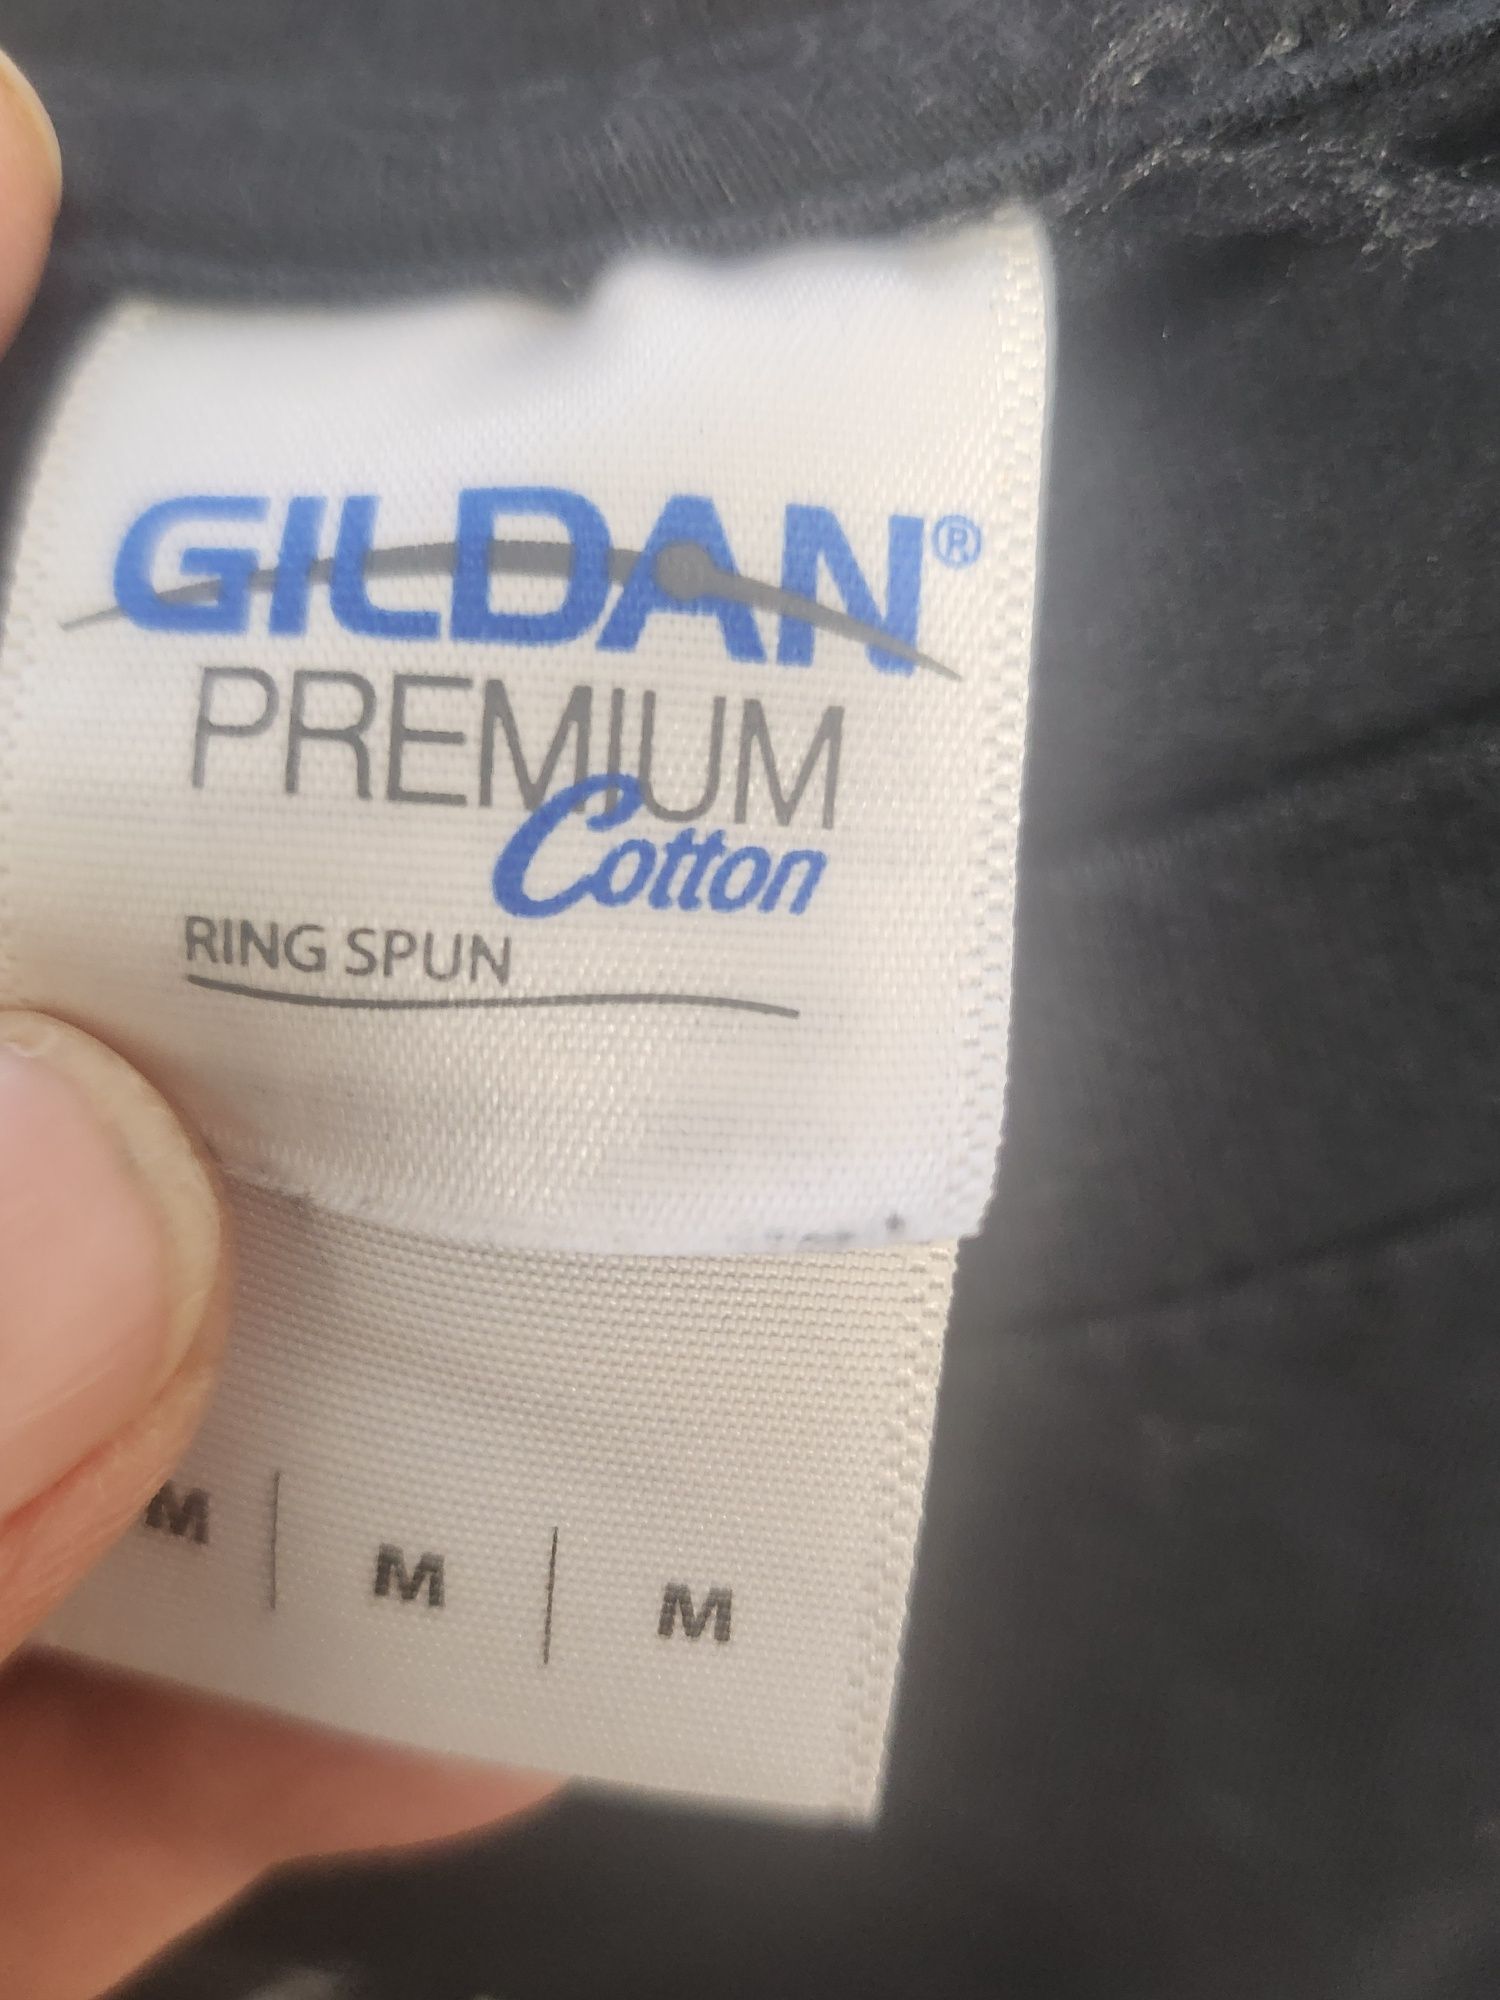 GILDAN®
PREMIUM
Cotton
RING SPUN
M | M | M